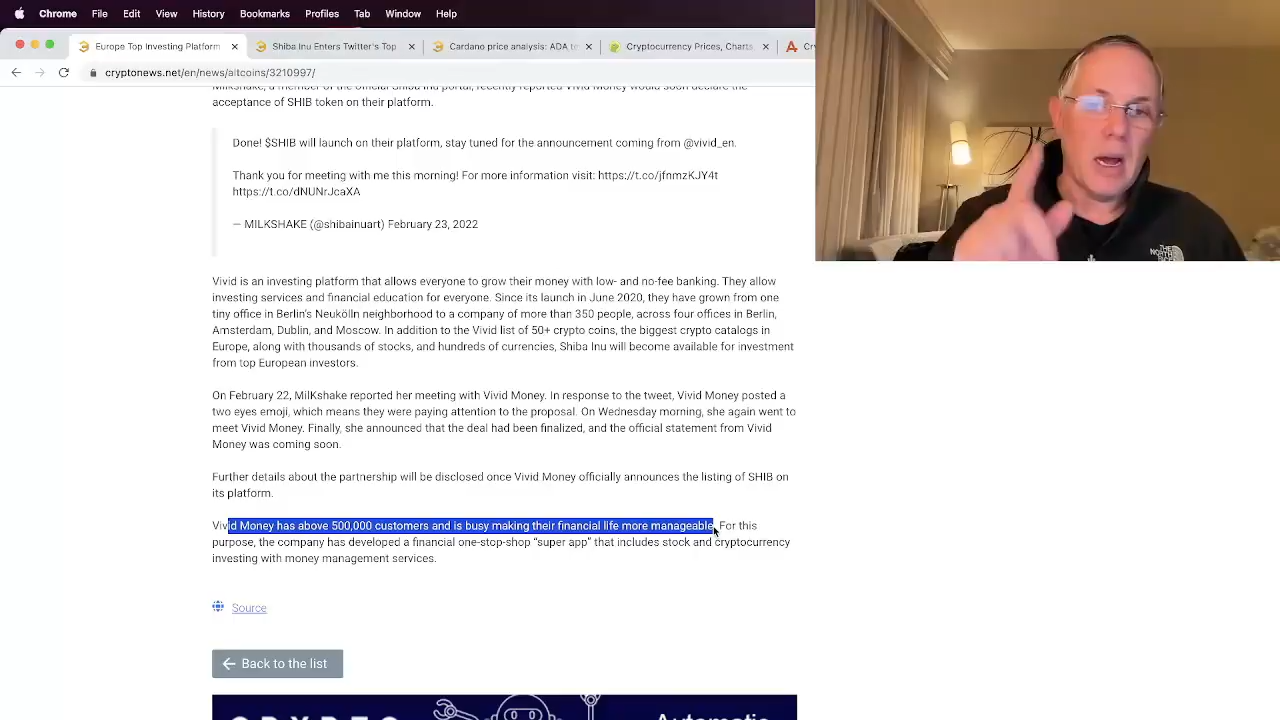 Chrome File Edit View History Bookmarks Profiles Tab Window Help
Europe Top Investing Platform
Shiba Inu Enters Twitter's Top
Cardano price analysis: ADA te
Cryptocurrency Prices, Charts
Cr
cryptonews.net/en/news/altcoins/3210997/
Milkshake, a member of the official Shiba Inu portal, recently reported Vivid Money would soon declare the
acceptance of SHIB token on their platform.
Done! $SHIB will launch on their platform, stay tuned for the announcement coming from @vivid_en.
Thank you for meeting with me this morning! For more information visit: https://t.co/jfnmzKJY4t
https://t.co/dNUNrJcaXA
— MILKSHAKE (@shibainuart) February 23, 2022
Vivid is an investing platform that allows everyone to grow their money with low- and no-fee banking. They allow
investing services and financial education for everyone. Since its launch in June 2020, they have grown from one
tiny office in Berlin's Neukölln neighborhood to a company of more than 350 people, across four offices in Berlin,
Amsterdam, Dublin, and Moscow. In addition to the Vivid list of 50+ crypto coins, the biggest crypto catalogs in
Europe, along with thousands of stocks, and hundreds of currencies, Shiba Inu will become available for investment
from top European investors.
On February 22, MilKshake reported her meeting with Vivid Money. In response to the tweet, Vivid Money posted a
two eyes emoji, which means they were paying attention to the proposal. On Wednesday morning, she again went to
meet Vivid Money. Finally, she announced that the deal had been finalized, and the official statement from Vivid
Money was coming soon.
Further details about the partnership will be disclosed once Vivid Money officially announces the listing of SHIB on
its platform.
Vivid Money has above 500,000 customers and is busy making their financial life more manageable. For this
purpose, the company has developed a financial one-stop-shop “super app” that includes stock and cryptocurrency
investing with money management services.
Source
Back to the list
CRYPTO
Automatic
THE NORTH FACE